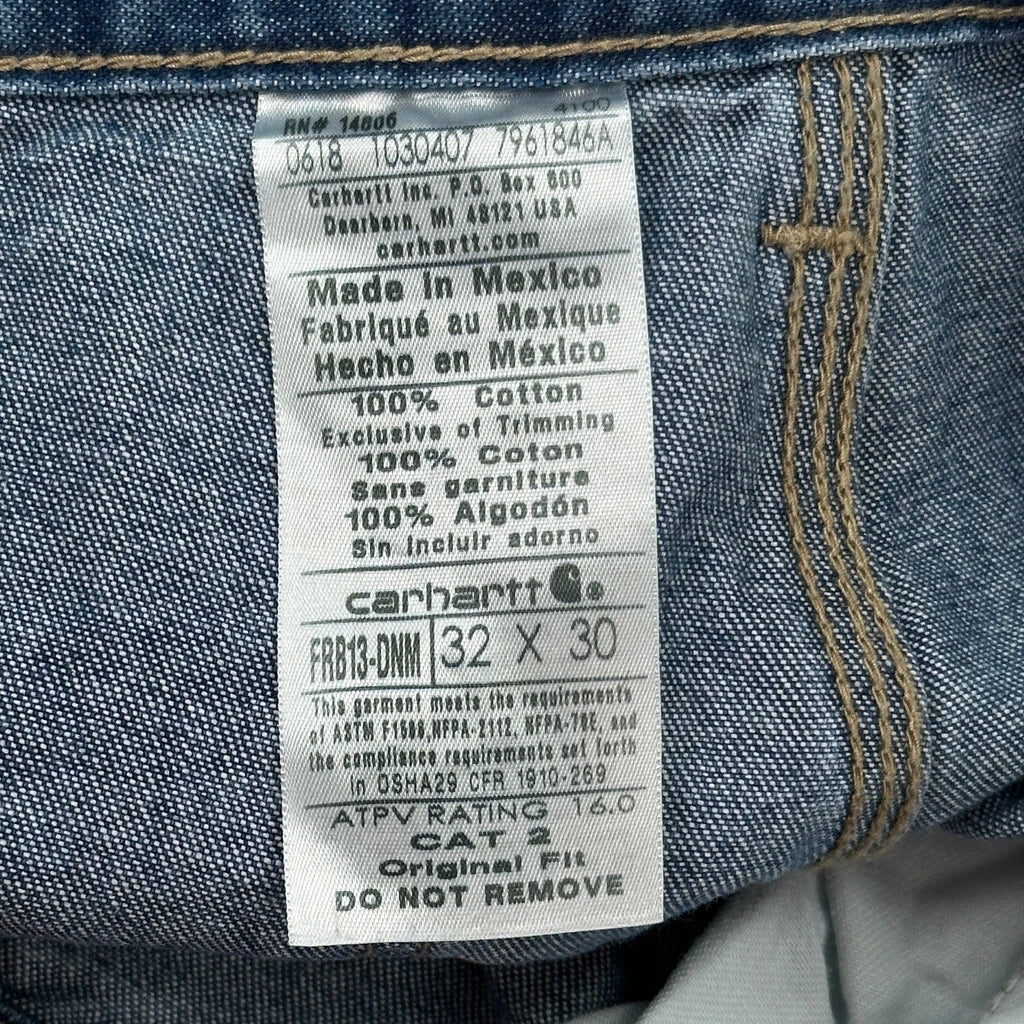 RN# 14806
4100
0618 1030407 7961846A
Carhartt Inc. P.O. Box 600
Dearborn, MI 48121 USA
carhartt.com
Made in Mexico
Fabriqué au Mexique
Hecho en México
100% Cotton
Exclusive of Trimming
100% Coton
Sans garniture
100% Algodón
Sin incluir adorno
carhartt ®
FRB13-DNM 32 X 30
This garment meets the requirements
of ASTM F1506,NFPA-2112, NFPA-70E, and
the compliance requirements set forth
in OSHA29 CFR 1910-269
ATPV RATING 16.0
CAT 2
Original Fit
DO NOT REMOVE